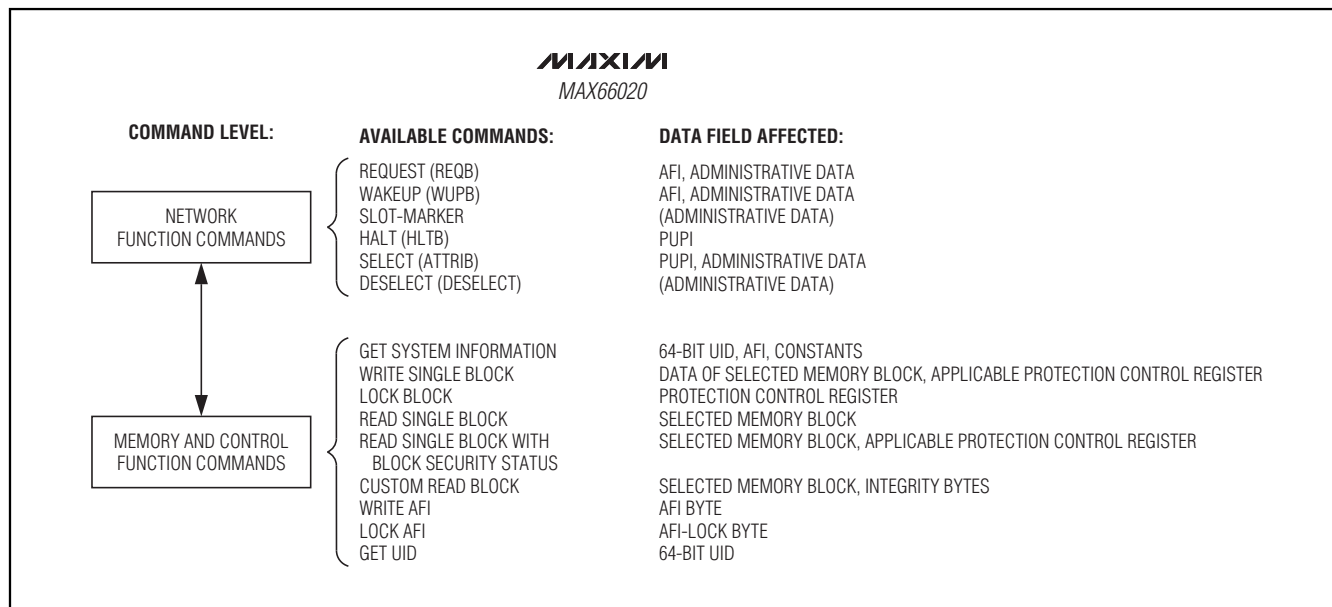 MAXIM
MAX66020
COMMAND LEVEL: AVAILABLE COMMANDS: DATA FIELD AFFECTED:
NETWORK
FUNCTION COMMANDS
REQUEST (REQB) AFI, ADMINISTRATIVE DATA
WAKEUP (WUPB) AFI, ADMINISTRATIVE DATA
SLOT-MARKER (ADMINISTRATIVE DATA)
HALT (HLTB) PUPI
SELECT (ATTRIB) PUPI, ADMINISTRATIVE DATA
DESELECT (DESELECT) (ADMINISTRATIVE DATA)
MEMORY AND CONTROL
FUNCTION COMMANDS
GET SYSTEM INFORMATION 64-BIT UID, AFI, CONSTANTS
WRITE SINGLE BLOCK DATA OF SELECTED MEMORY BLOCK, APPLICABLE PROTECTION CONTROL REGISTER
LOCK BLOCK PROTECTION CONTROL REGISTER
READ SINGLE BLOCK SELECTED MEMORY BLOCK
READ SINGLE BLOCK WITH SELECTED MEMORY BLOCK, APPLICABLE PROTECTION CONTROL REGISTER
BLOCK SECURITY STATUS
CUSTOM READ BLOCK SELECTED MEMORY BLOCK, INTEGRITY BYTES
WRITE AFI AFI BYTE
LOCK AFI AFI-LOCK BYTE
GET UID 64-BIT UID